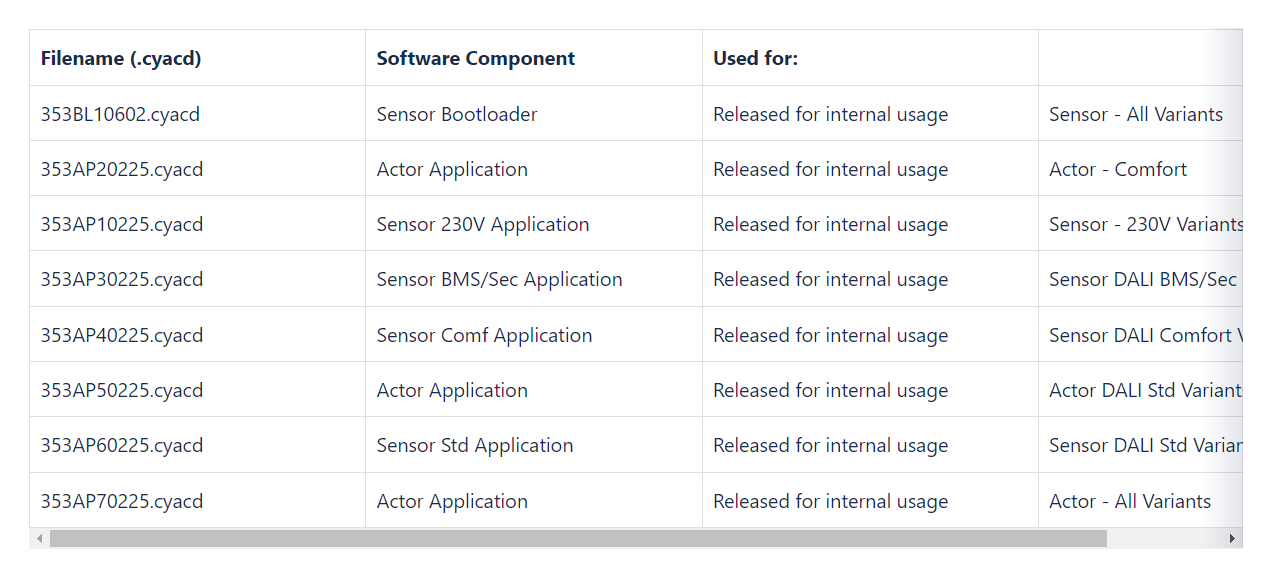 Filename (.cyacd) Software Component Used for:
353BL10602.cyacd Sensor Bootloader Released for internal usage Sensor - All Variants
353AP20225.cyacd Actor Application Released for internal usage Actor - Comfort
353AP10225.cyacd Sensor 230V Application Released for internal usage Sensor - 230V Variants
353AP30225.cyacd Sensor BMS/Sec Application Released for internal usage Sensor DALI BMS/Sec
353AP40225.cyacd Sensor Comf Application Released for internal usage Sensor DALI Comfort
353AP50225.cyacd Actor Application Released for internal usage Actor DALI Std Variants
353AP60225.cyacd Sensor Std Application Released for internal usage Sensor DALI Std
353AP70225.cyacd Actor Application Released for internal usage Actor - All Variants